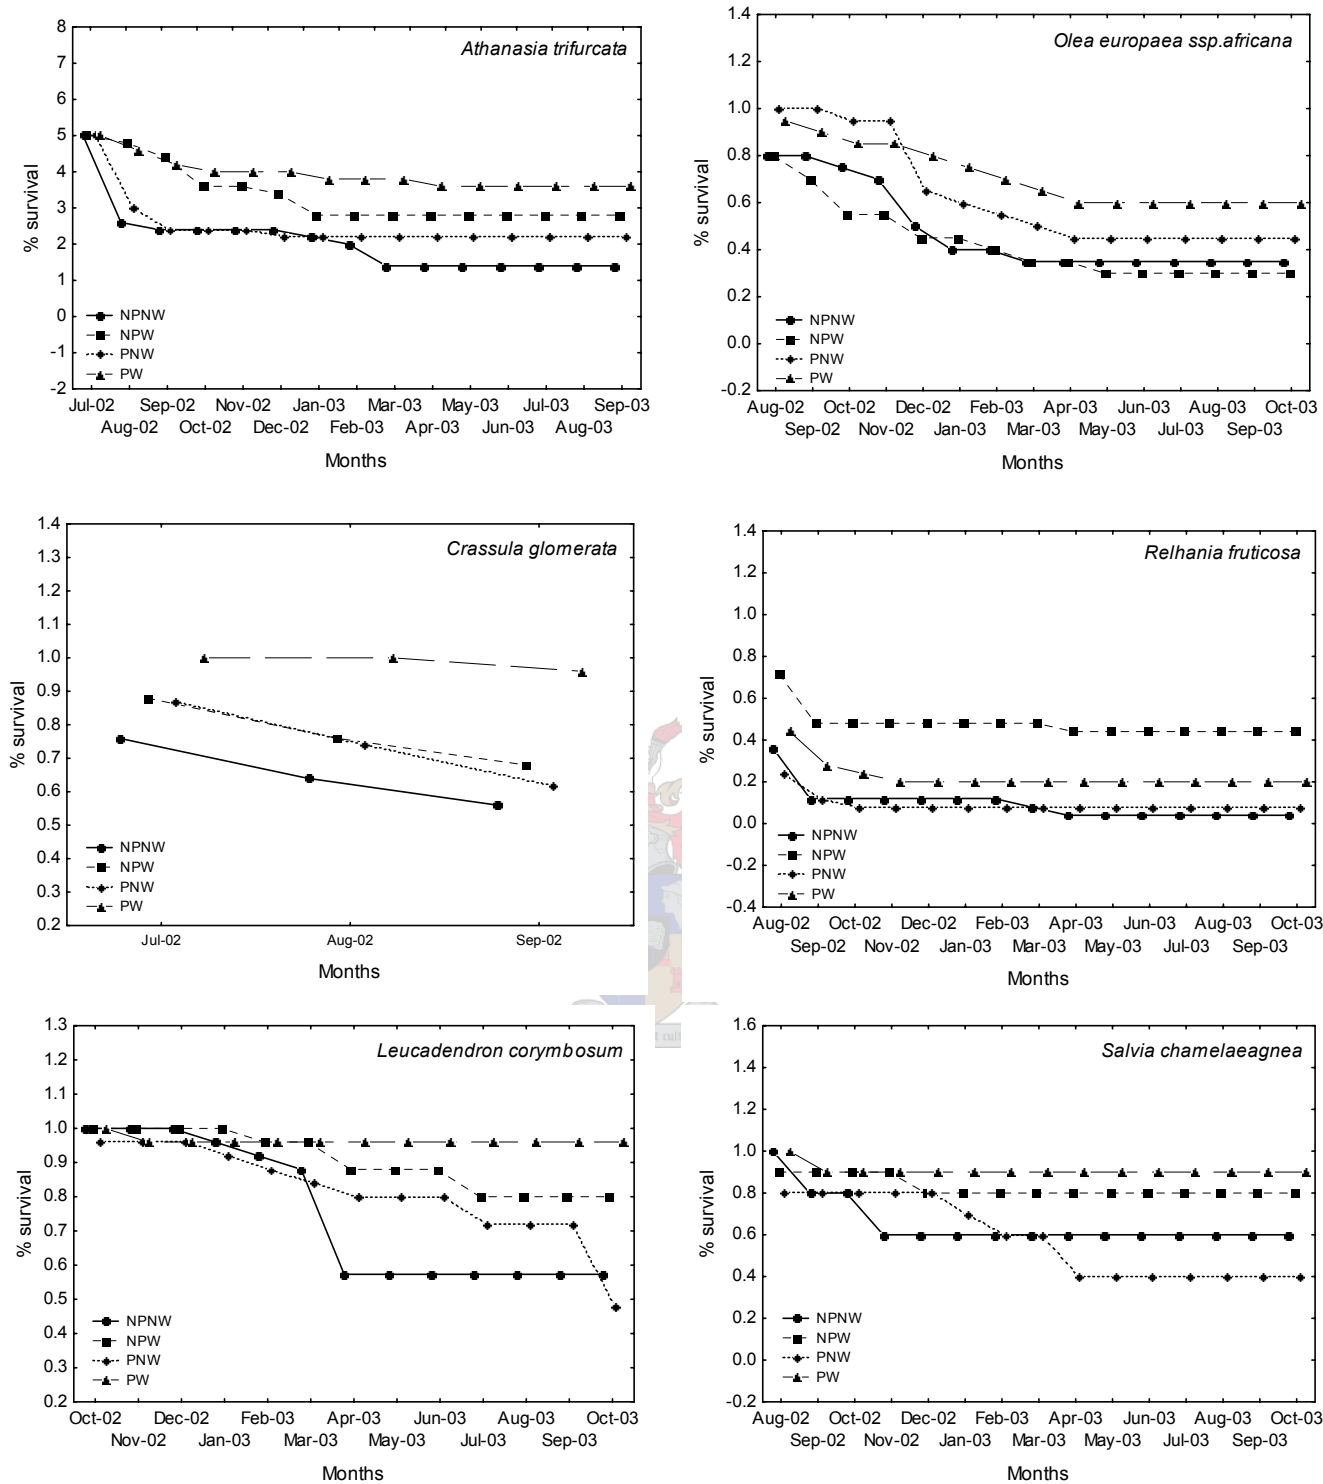 Athanasia trifurcata
% survival
8
7
6
5
4
3
2
1
0
-1
-2
NPNW
NPW
PNW
PW
Jul-02 Sep-02 Nov-02 Jan-03 Mar-03 May-03 Jul-03 Sep-03
Aug-02 Oct-02 Dec-02 Feb-03 Apr-03 Jun-03 Aug-03
Months
Olea europaea ssp.africana
% survival
1.4
1.2
1.0
0.8
0.6
0.4
0.2
0.0
-0.2
NPNW
NPW
PNW
PW
Aug-02 Oct-02 Dec-02 Feb-03 Apr-03 Jun-03 Aug-03 Oct-03
Sep-02 Nov-02 Jan-03 Mar-03 May-03 Jul-03 Sep-03
Months
Crassula glomerata
% survival
1.4
1.3
1.2
1.1
1.0
0.9
0.8
0.7
0.6
0.5
0.4
0.3
0.2
NPNW
NPW
PNW
PW
Jul-02 Aug-02 Sep-02
Months
Relhania fruticosa
% survival
1.4
1.2
1.0
0.8
0.6
0.4
0.2
0.0
-0.2
-0.4
NPNW
NPW
PNW
PW
Aug-02 Oct-02 Dec-02 Feb-03 Apr-03 Jun-03 Aug-03 Oct-03
Sep-02 Nov-02 Jan-03 Mar-03 May-03 Jul-03 Sep-03
Months
Leucadendron corymbosum
% survival
1.3
1.2
1.1
1.0
0.9
0.8
0.7
0.6
0.5
0.4
0.3
0.2
NPNW
NPW
PNW
PW
Oct-02 Dec-02 Feb-03 Apr-03 Jun-03 Aug-03 Oct-03
Nov-02 Jan-03 Mar-03 May-03 Jul-03 Sep-03
Months
Salvia chamelaeagnea
% survival
1.6
1.4
1.2
1.0
0.8
0.6
0.4
0.2
0.0
-0.2
NPNW
NPW
PNW
PW
Aug-02 Oct-02 Dec-02 Feb-03 Apr-03 Jun-03 Aug-03 Oct-03
Sep-02 Nov-02 Jan-03 Mar-03 May-03 Jul-03 Sep-03
Months